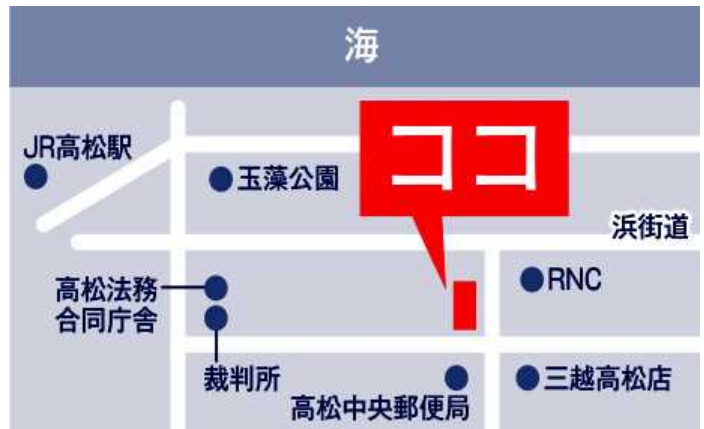 海
JR高松駅
玉藻公園
ココ
浜街道
高松法務
合同庁舎
RNC
裁判所
高松中央郵便局
三越高松店